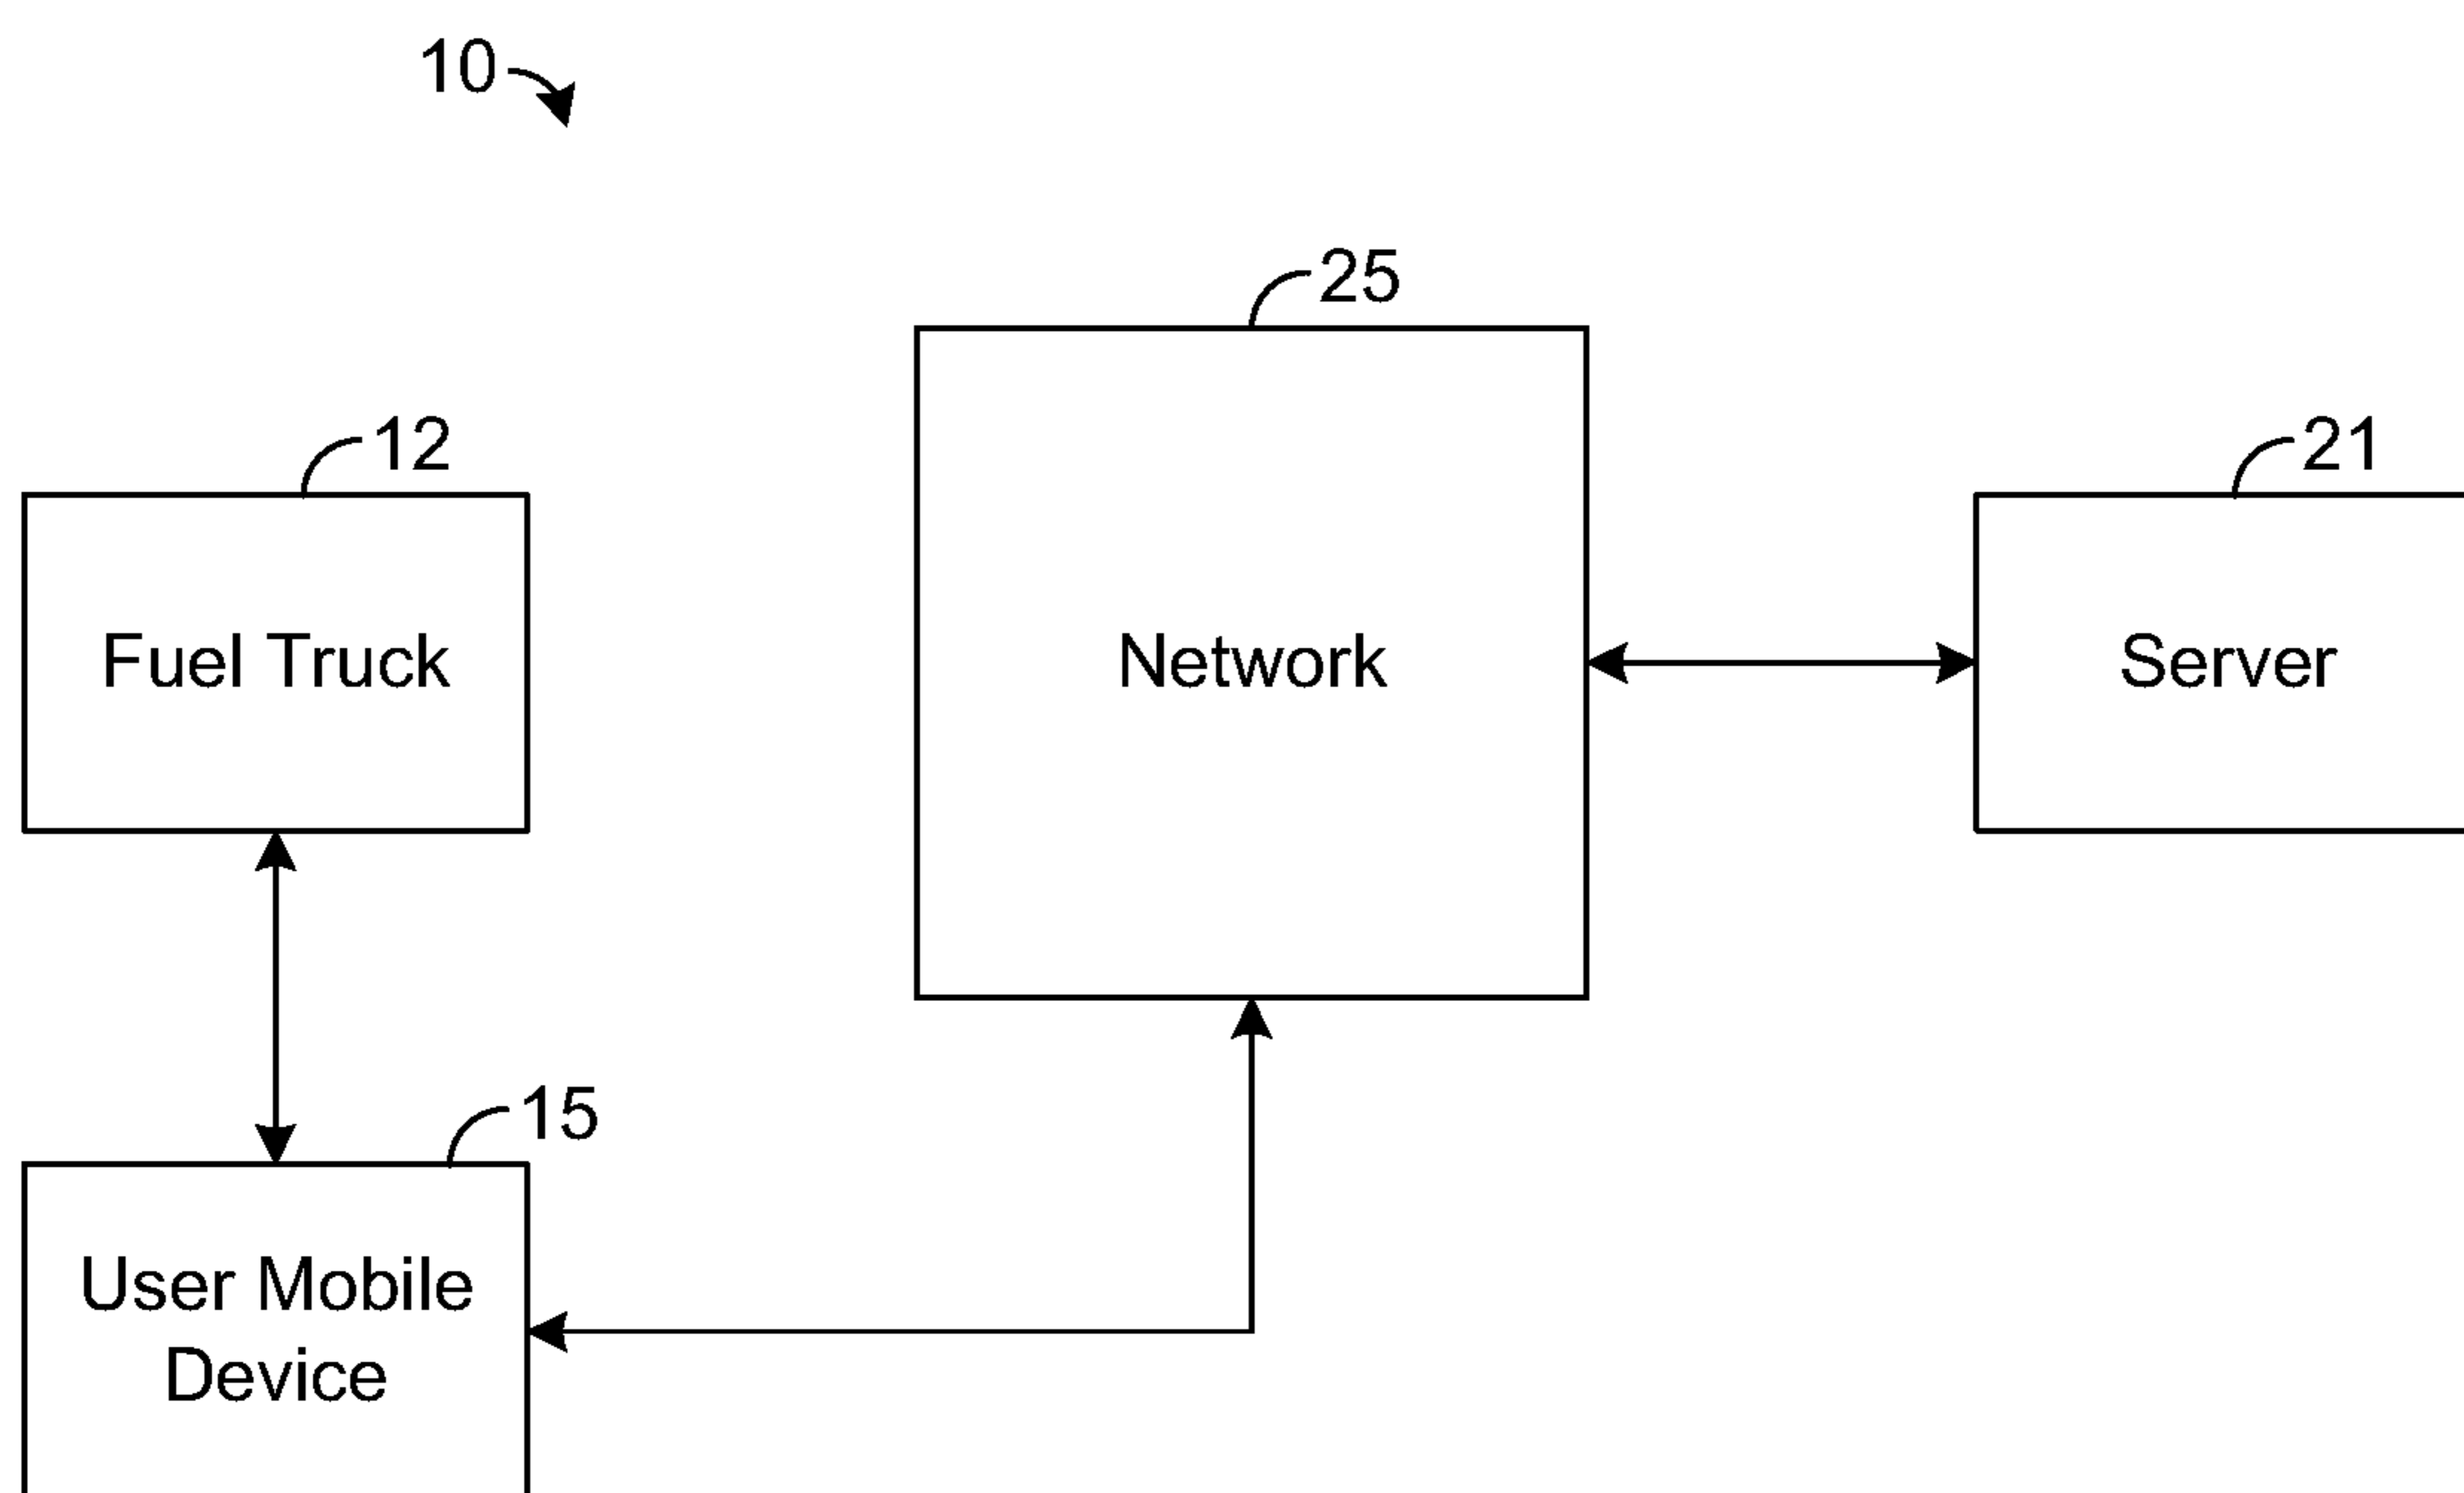 10
25
12
21
Fuel Truck
Network
Server
15
User Mobile
Device